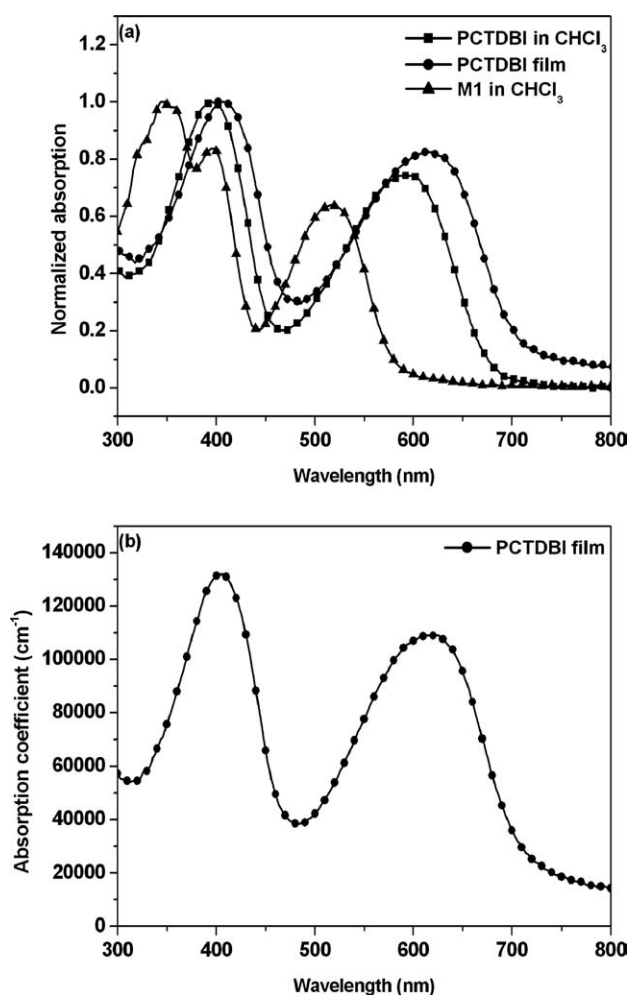 (a)
PCTDBI in CHCl₃
PCTDBI film
M1 in CHCl₃
Normalized absorption
1.2
1.0
0.8
0.6
0.4
0.2
0.0
300 400 500 600 700 800
Wavelength (nm)
(b)
PCTDBI film
Absorption coefficient (cm⁻¹)
140000
120000
100000
80000
60000
40000
20000
0
300 400 500 600 700 800
Wavelength (nm)